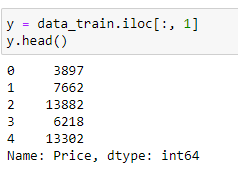 y = data_train.iloc[:, 1]
y.head()
0 3897
1 7662
2 13882
3 6218
4 13302
Name: Price, dtype: int64